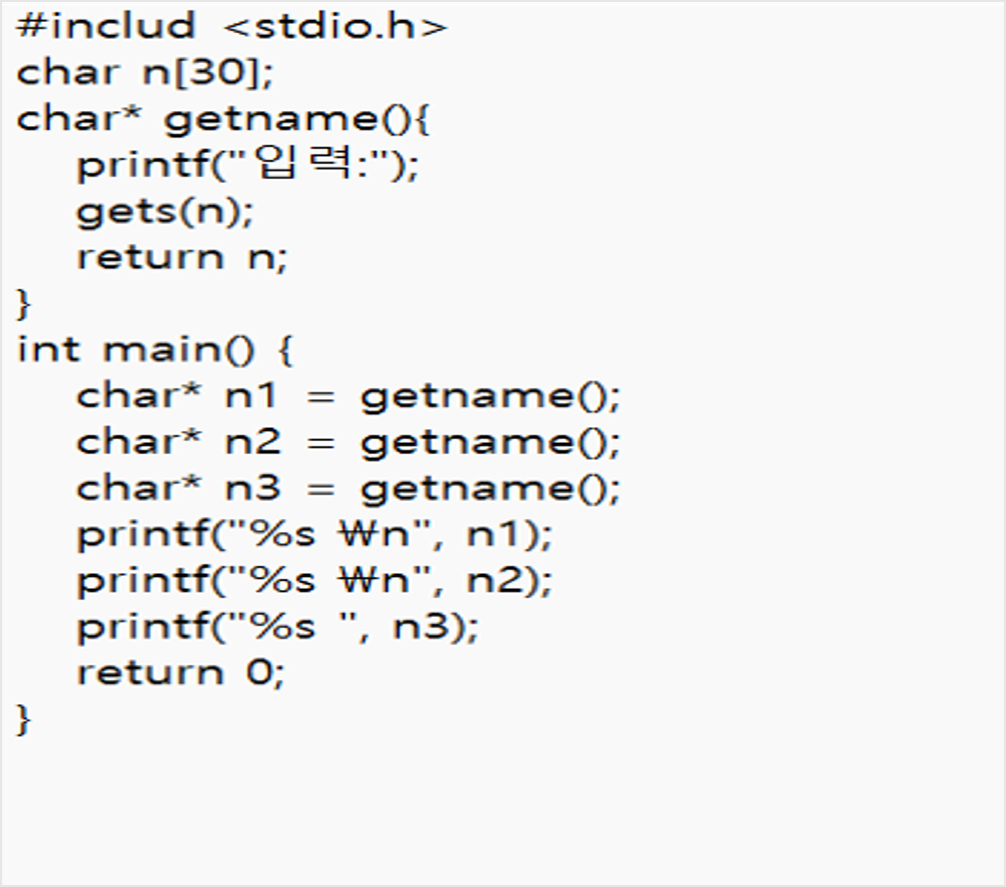 #includ <stdio.h>
char n[30];
char* getname(){
printf("입력:");
gets(n);
return n;
}
int main() {
char* n1 = getname();
char* n2 = getname();
char* n3 = getname();
printf("%s ₩n", n1);
printf("%s ₩n", n2);
printf("%s ", n3);
return 0;
}